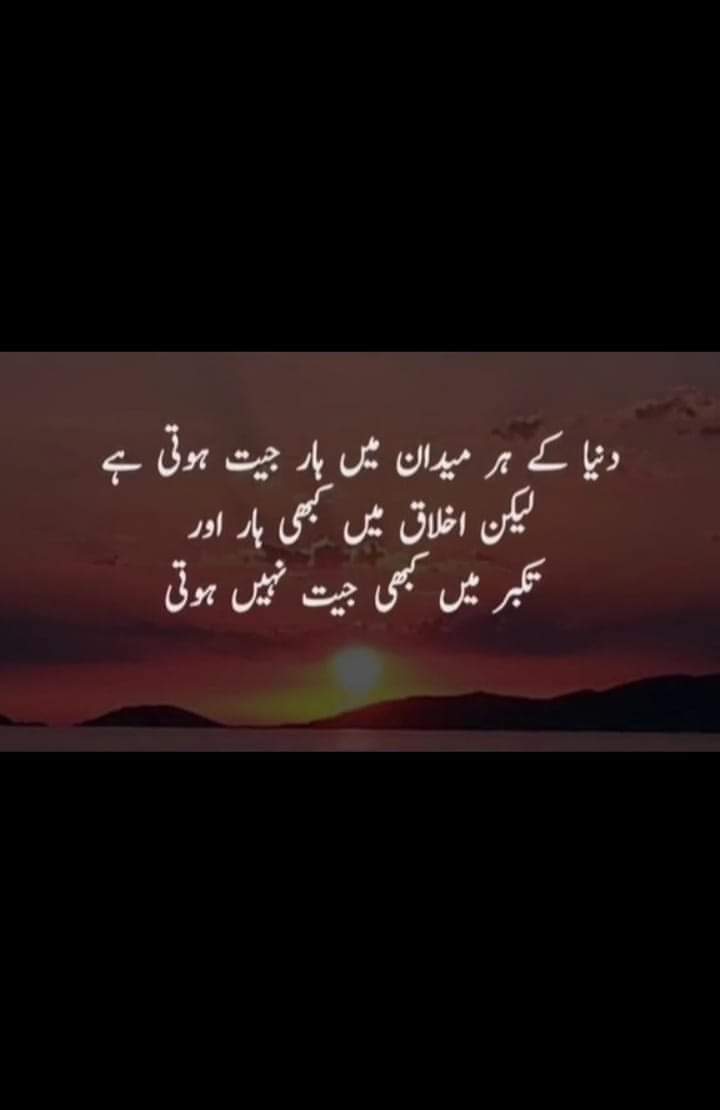 دنیا کے ہر میدان میں ہار جیت ہوتی ہے
لیکن اخلاق میں کبھی ہار اور
تکبر میں کبھی جیت نہیں ہوتی